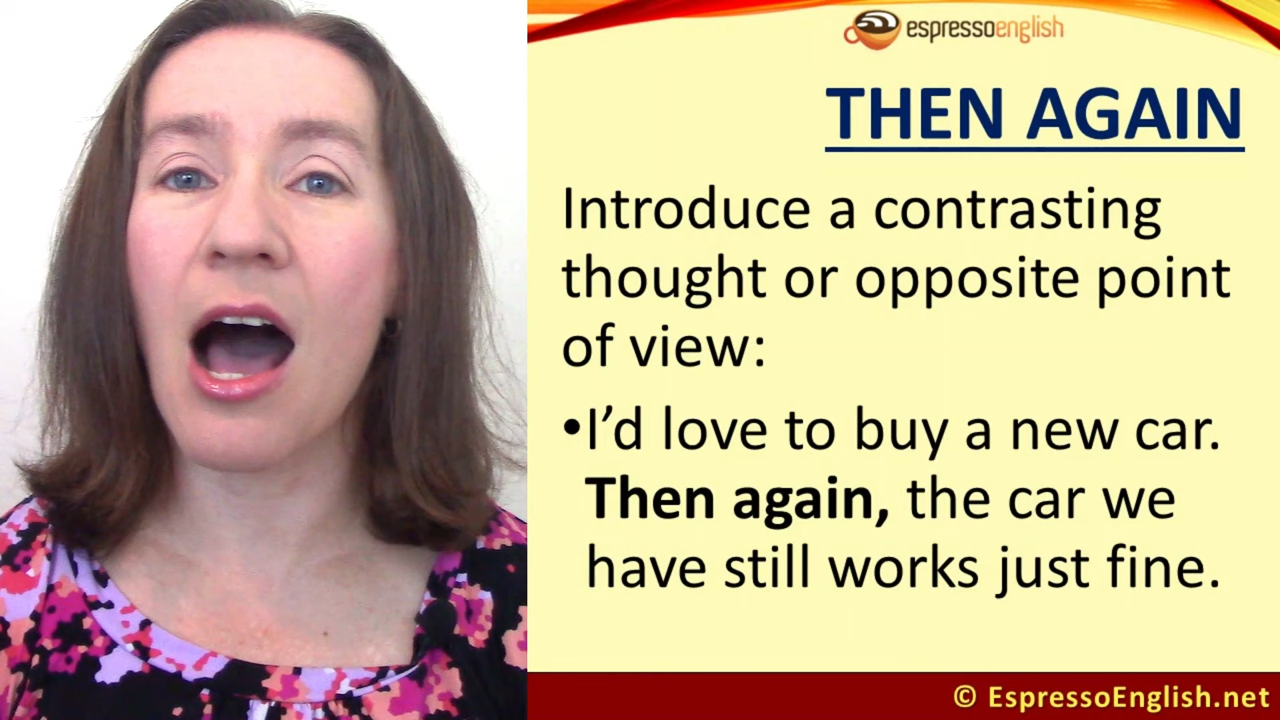 espressoenglish
THEN AGAIN
Introduce a contrasting
thought or opposite point
of view:
•I’d love to buy a new car.
Then again, the car we
have still works just fine.
© EspressoEnglish.net